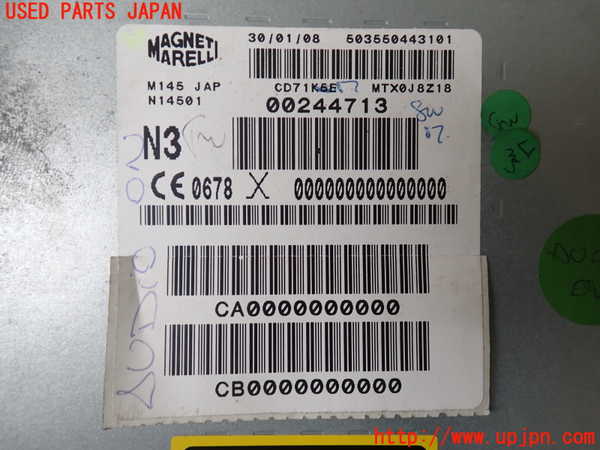 USED PARTS JAPAN
MAGNETI
MARELLI
30/01/08 503550443101
M145 JAP CD71K5E MTX0J8Z18
N14501 00244713
N3
CE 0678 000000000000000
CA0000000000
CB0000000000
AUDIO
http://www.upjpn.com/